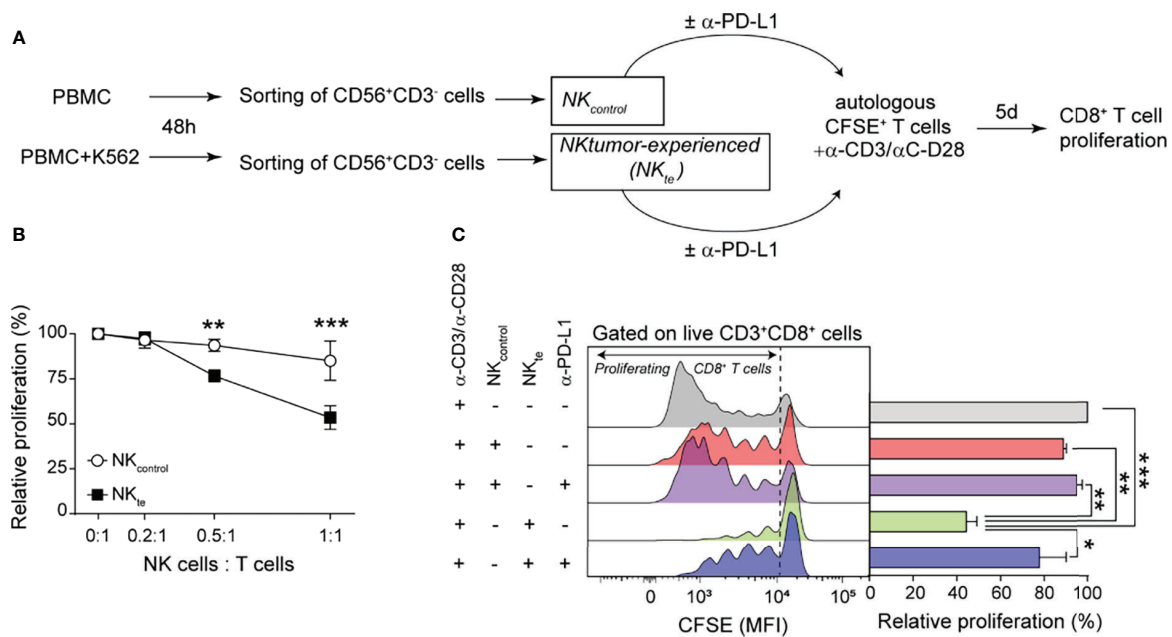 A
± α-PD-L1
PBMC
Sorting of CD56⁺CD3⁻ cells
NKcontrol
48h
autologous
CFSE⁺ T cells
+α-CD3/αC-D28
5d
CD8⁺ T cell
proliferation
PBMC+K562
Sorting of CD56⁺CD3⁻ cells
NKtumor-experienced
(NKte)
± α-PD-L1
B
Relative proliferation (%)
100
75
50
25
0
**
***
NKcontrol
NKte
0:1
0.2:1
0.5:1
1:1
NK cells : T cells
C
α-CD3/α-CD28
NKcontrol
NKte
α-PD-L1
+ - - -
+ + - -
+ + - +
+ - + -
+ - + +
Gated on live CD3⁺CD8⁺ cells
Proliferating CD8⁺ T cells
0 10³ 10⁴ 10⁵
CFSE (MFI)
***
**
**
*
0 20 40 60 80 100
Relative proliferation (%)